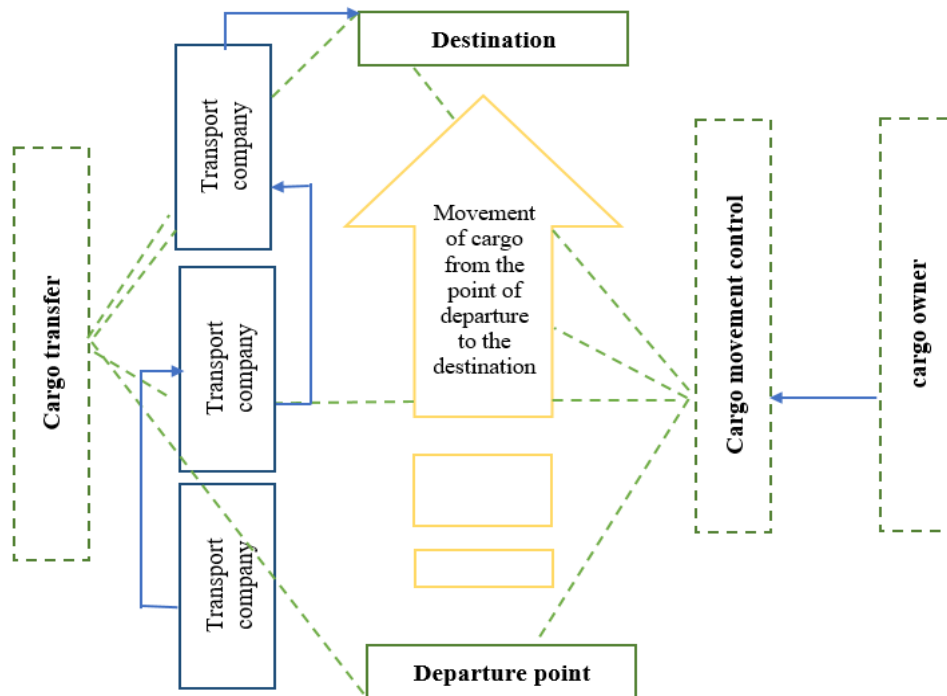 Destination
Transport
company
Transport
company
Transport
company
Cargo transfer
Movement
of cargo
from the
point of
departure
to the
destination
Cargo movement control
cargo owner
Departure point